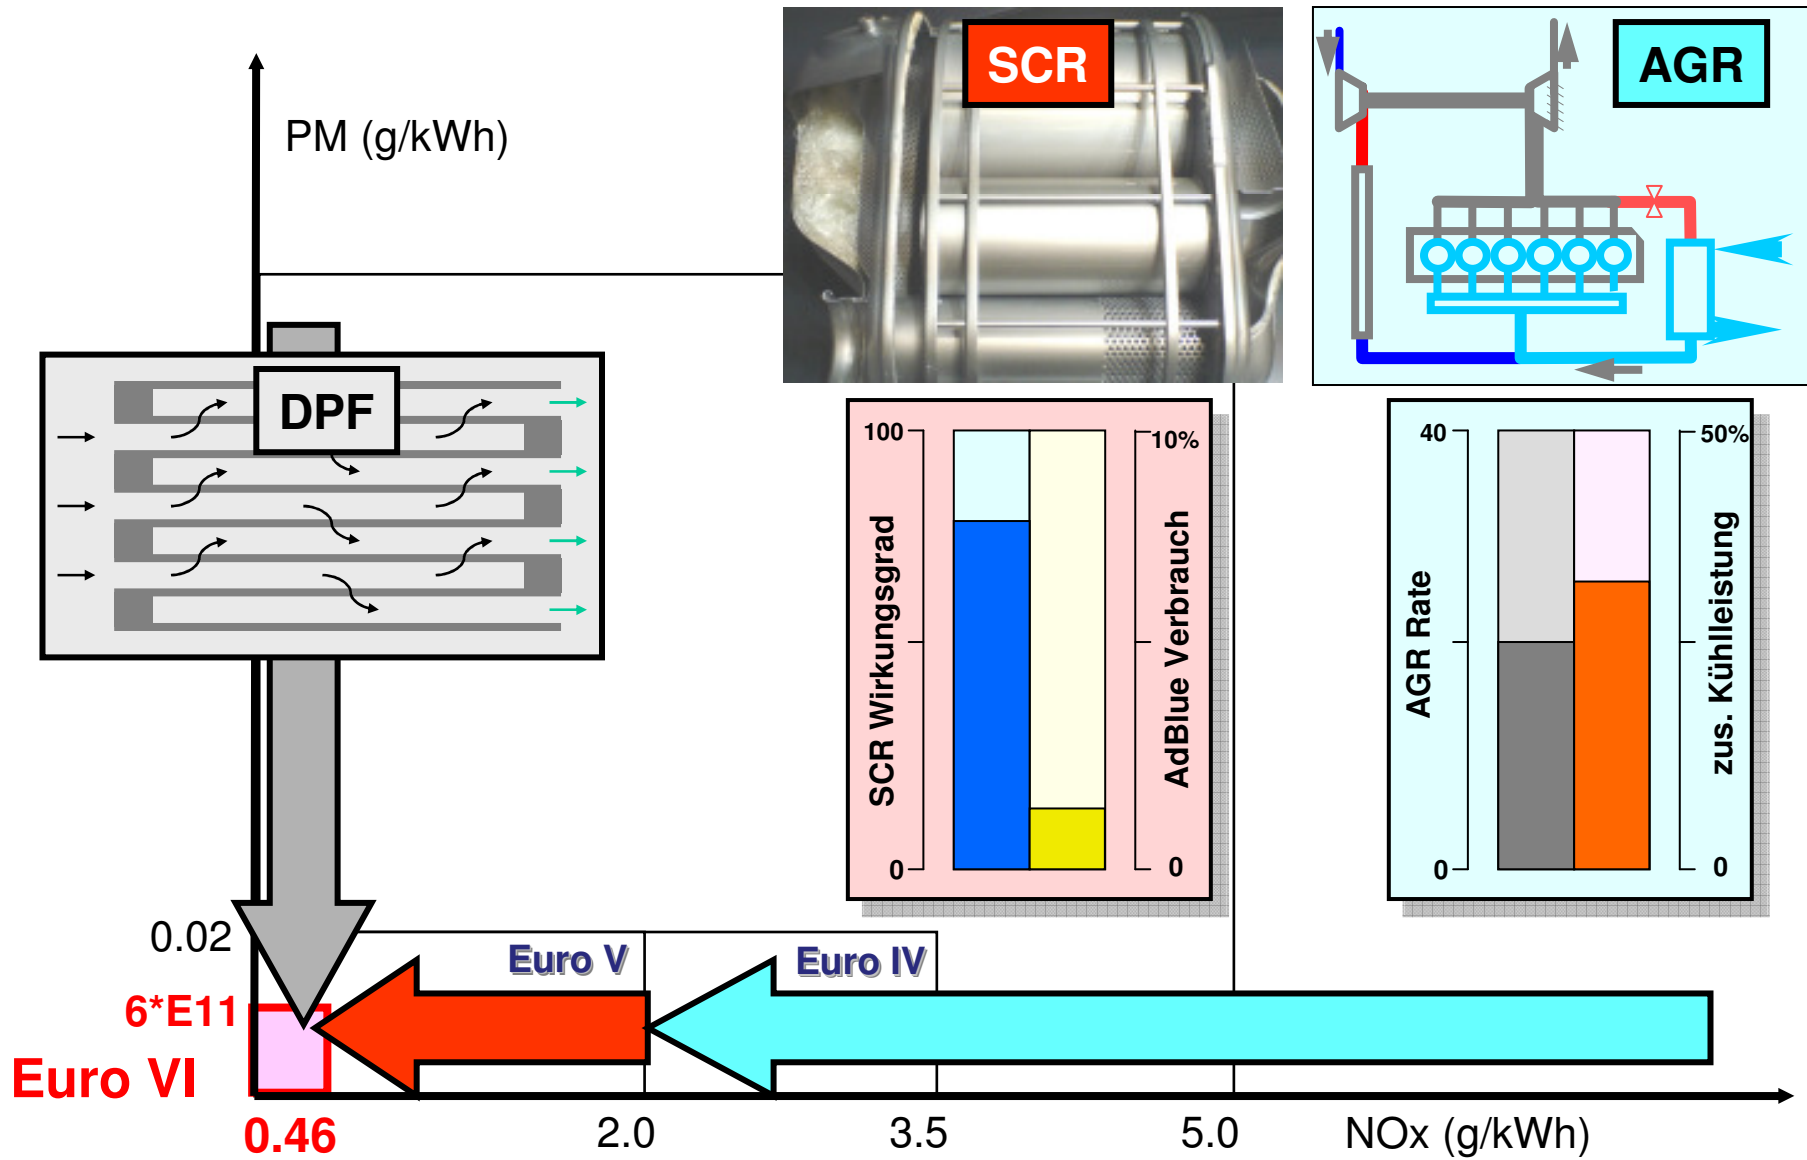 PM (g/kWh)
SCR
AGR
DPF
100
10%
SCR Wirkungsgrad
AdBlue Verbrauch
0
0
40
50%
AGR Rate
zus. Kühlleistung
0
0
0.02
Euro V
Euro IV
6*E11
Euro VI
0.46
2.0
3.5
5.0
NOx (g/kWh)